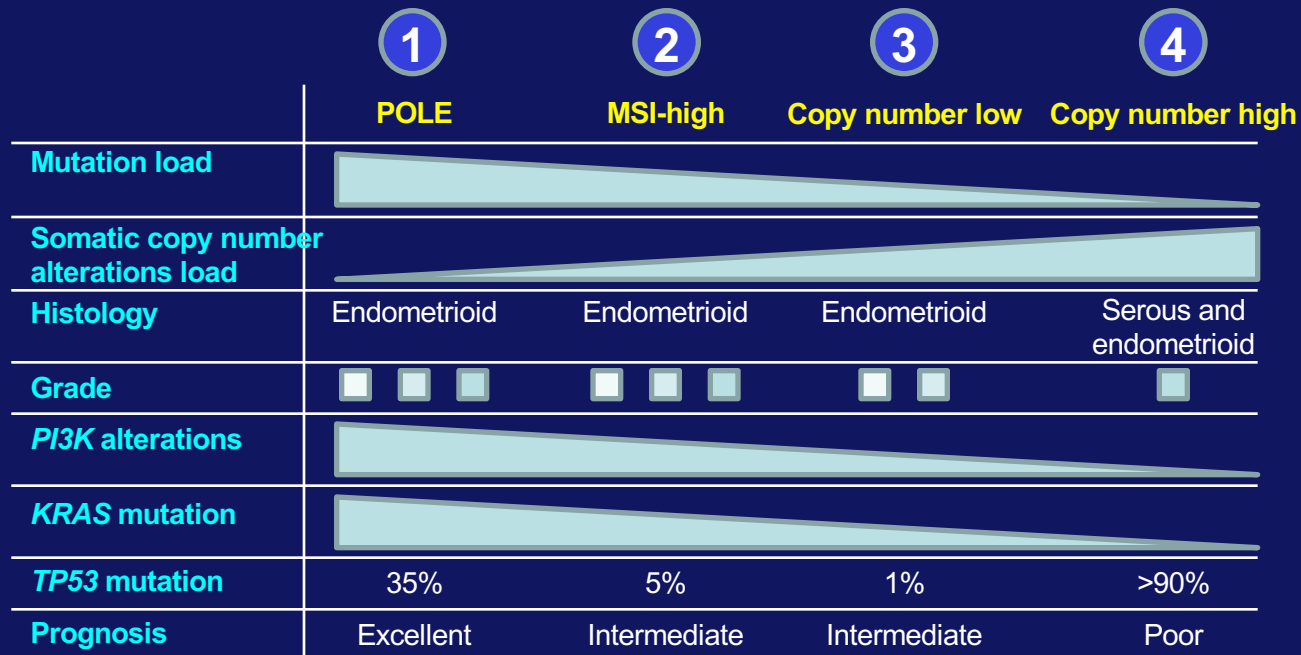 1 2 3 4
POLE MSI-high Copy number low Copy number high
Mutation load
Somatic copy number
alterations load
Histology Endometrioid Endometrioid Endometrioid Serous and
endometrioid
Grade
PI3K alterations
KRAS mutation
TP53 mutation 35% 5% 1% >90%
Prognosis Excellent Intermediate Intermediate Poor